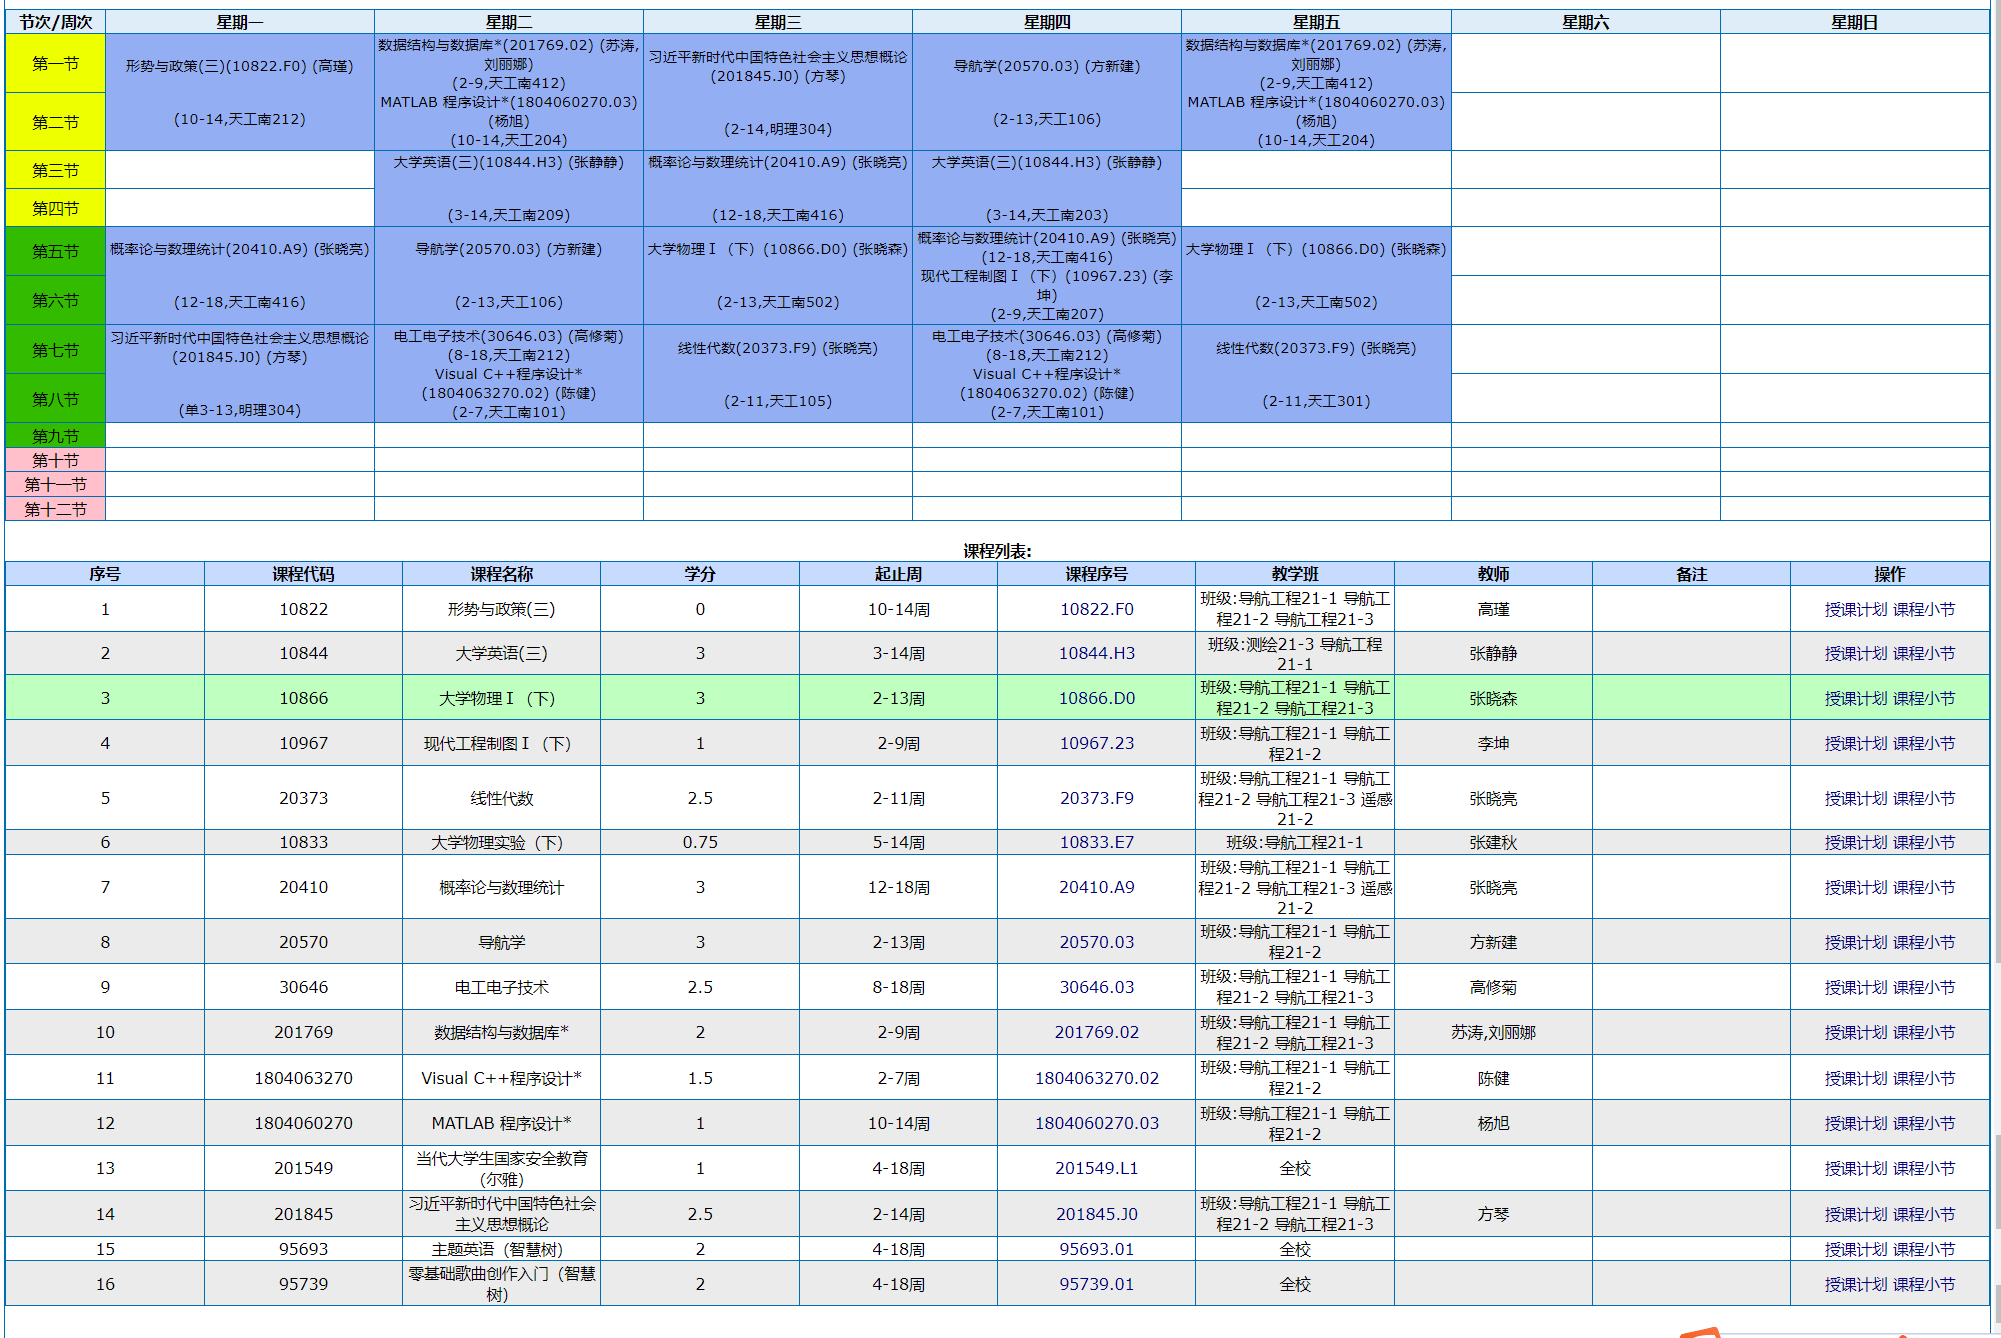 节次/周次 星期一 星期二 星期三 星期四 星期五 星期六 星期日
第一节
第二节
形势与政策(三)(10822.F0) (高瑾)
(10-14,天工南212)
数据结构与数据库*(201769.02) (苏涛,
刘丽娜)
(2-9,天工南412)
MATLAB 程序设计*(1804060270.03)
(杨旭)
(10-14,天工204)
习近平新时代中国特色社会主义思想概论
(201845.J0) (方琴)
(2-14,明理304)
导航学(20570.03) (方新建)
(2-13,天工106)
数据结构与数据库*(201769.02) (苏涛,
刘丽娜)
(2-9,天工南412)
MATLAB 程序设计*(1804060270.03)
(杨旭)
(10-14,天工204)
第三节
第四节
大学英语(三)(10844.H3) (张静静)
(3-14,天工南209)
概率论与数理统计(20410.A9) (张晓亮)
(12-18,天工南416)
大学英语(三)(10844.H3) (张静静)
(3-14,天工南203)
第五节
第六节
概率论与数理统计(20410.A9) (张晓亮)
(12-18,天工南416)
导航学(20570.03) (方新建)
(2-13,天工106)
大学物理Ⅰ（下）(10866.D0) (张晓森)
(2-13,天工南502)
概率论与数理统计(20410.A9) (张晓亮)
(12-18,天工南416)
现代工程制图Ⅰ（下）(10967.23) (李
坤)
(2-9,天工南207)
大学物理Ⅰ（下）(10866.D0) (张晓森)
(2-13,天工南502)
第七节
第八节
习近平新时代中国特色社会主义思想概论
(201845.J0) (方琴)
(单3-13,明理304)
电工电子技术(30646.03) (高修菊)
(8-18,天工南212)
Visual C++程序设计*
(1804063270.02) (陈健)
(2-7,天工南101)
线性代数(20373.F9) (张晓亮)
(2-11,天工105)
电工电子技术(30646.03) (高修菊)
(8-18,天工南212)
Visual C++程序设计*
(1804063270.02) (陈健)
(2-7,天工南101)
线性代数(20373.F9) (张晓亮)
(2-11,天工301)
第九节
第十节
第十一节
第十二节
课程列表:
序号 课程代码 课程名称 学分 起止周 课程序号 教学班 教师 备注 操作
1 10822 形势与政策(三) 0 10-14周 10822.F0 班级:导航工程21-1 导航工
程21-2 导航工程21-3 高瑾 授课计划 课程小节
2 10844 大学英语(三) 3 3-14周 10844.H3 班级:测绘21-3 导航工程
21-1 张静静 授课计划 课程小节
3 10866 大学物理Ⅰ（下） 3 2-13周 10866.D0 班级:导航工程21-1 导航工
程21-2 导航工程21-3 张晓森 授课计划 课程小节
4 10967 现代工程制图Ⅰ（下） 1 2-9周 10967.23 班级:导航工程21-1 导航工
程21-2 李坤 授课计划 课程小节
5 20373 线性代数 2.5 2-11周 20373.F9 班级:导航工程21-1 导航工
程21-2 导航工程21-3 遥感
21-2 张晓亮 授课计划 课程小节
6 10833 大学物理实验（下） 0.75 5-14周 10833.E7 班级:导航工程21-1 张建秋 授课计划 课程小节
7 20410 概率论与数理统计 3 12-18周 20410.A9 班级:导航工程21-1 导航工
程21-2 导航工程21-3 遥感
21-2 张晓亮 授课计划 课程小节
8 20570 导航学 3 2-13周 20570.03 班级:导航工程21-1 导航工
程21-2 方新建 授课计划 课程小节
9 30646 电工电子技术 2.5 8-18周 30646.03 班级:导航工程21-1 导航工
程21-2 导航工程21-3 高修菊 授课计划 课程小节
10 201769 数据结构与数据库* 2 2-9周 201769.02 班级:导航工程21-1 导航工
程21-2 导航工程21-3 苏涛,刘丽娜 授课计划 课程小节
11 1804063270 Visual C++程序设计* 1.5 2-7周 1804063270.02 班级:导航工程21-1 导航工
程21-2 陈健 授课计划 课程小节
12 1804060270 MATLAB 程序设计* 1 10-14周 1804060270.03 班级:导航工程21-1 导航工
程21-2 杨旭 授课计划 课程小节
13 201549 当代大学生国家安全教育
（尔雅） 1 4-18周 201549.L1 全校 授课计划 课程小节
14 201845 习近平新时代中国特色社会
主义思想概论 2.5 2-14周 201845.J0 班级:导航工程21-1 导航工
程21-2 导航工程21-3 方琴 授课计划 课程小节
15 95693 主题英语（智慧树） 2 4-18周 95693.01 全校 授课计划 课程小节
16 95739 零基础歌曲创作入门（智慧
树） 2 4-18周 95739.01 全校 授课计划 课程小节